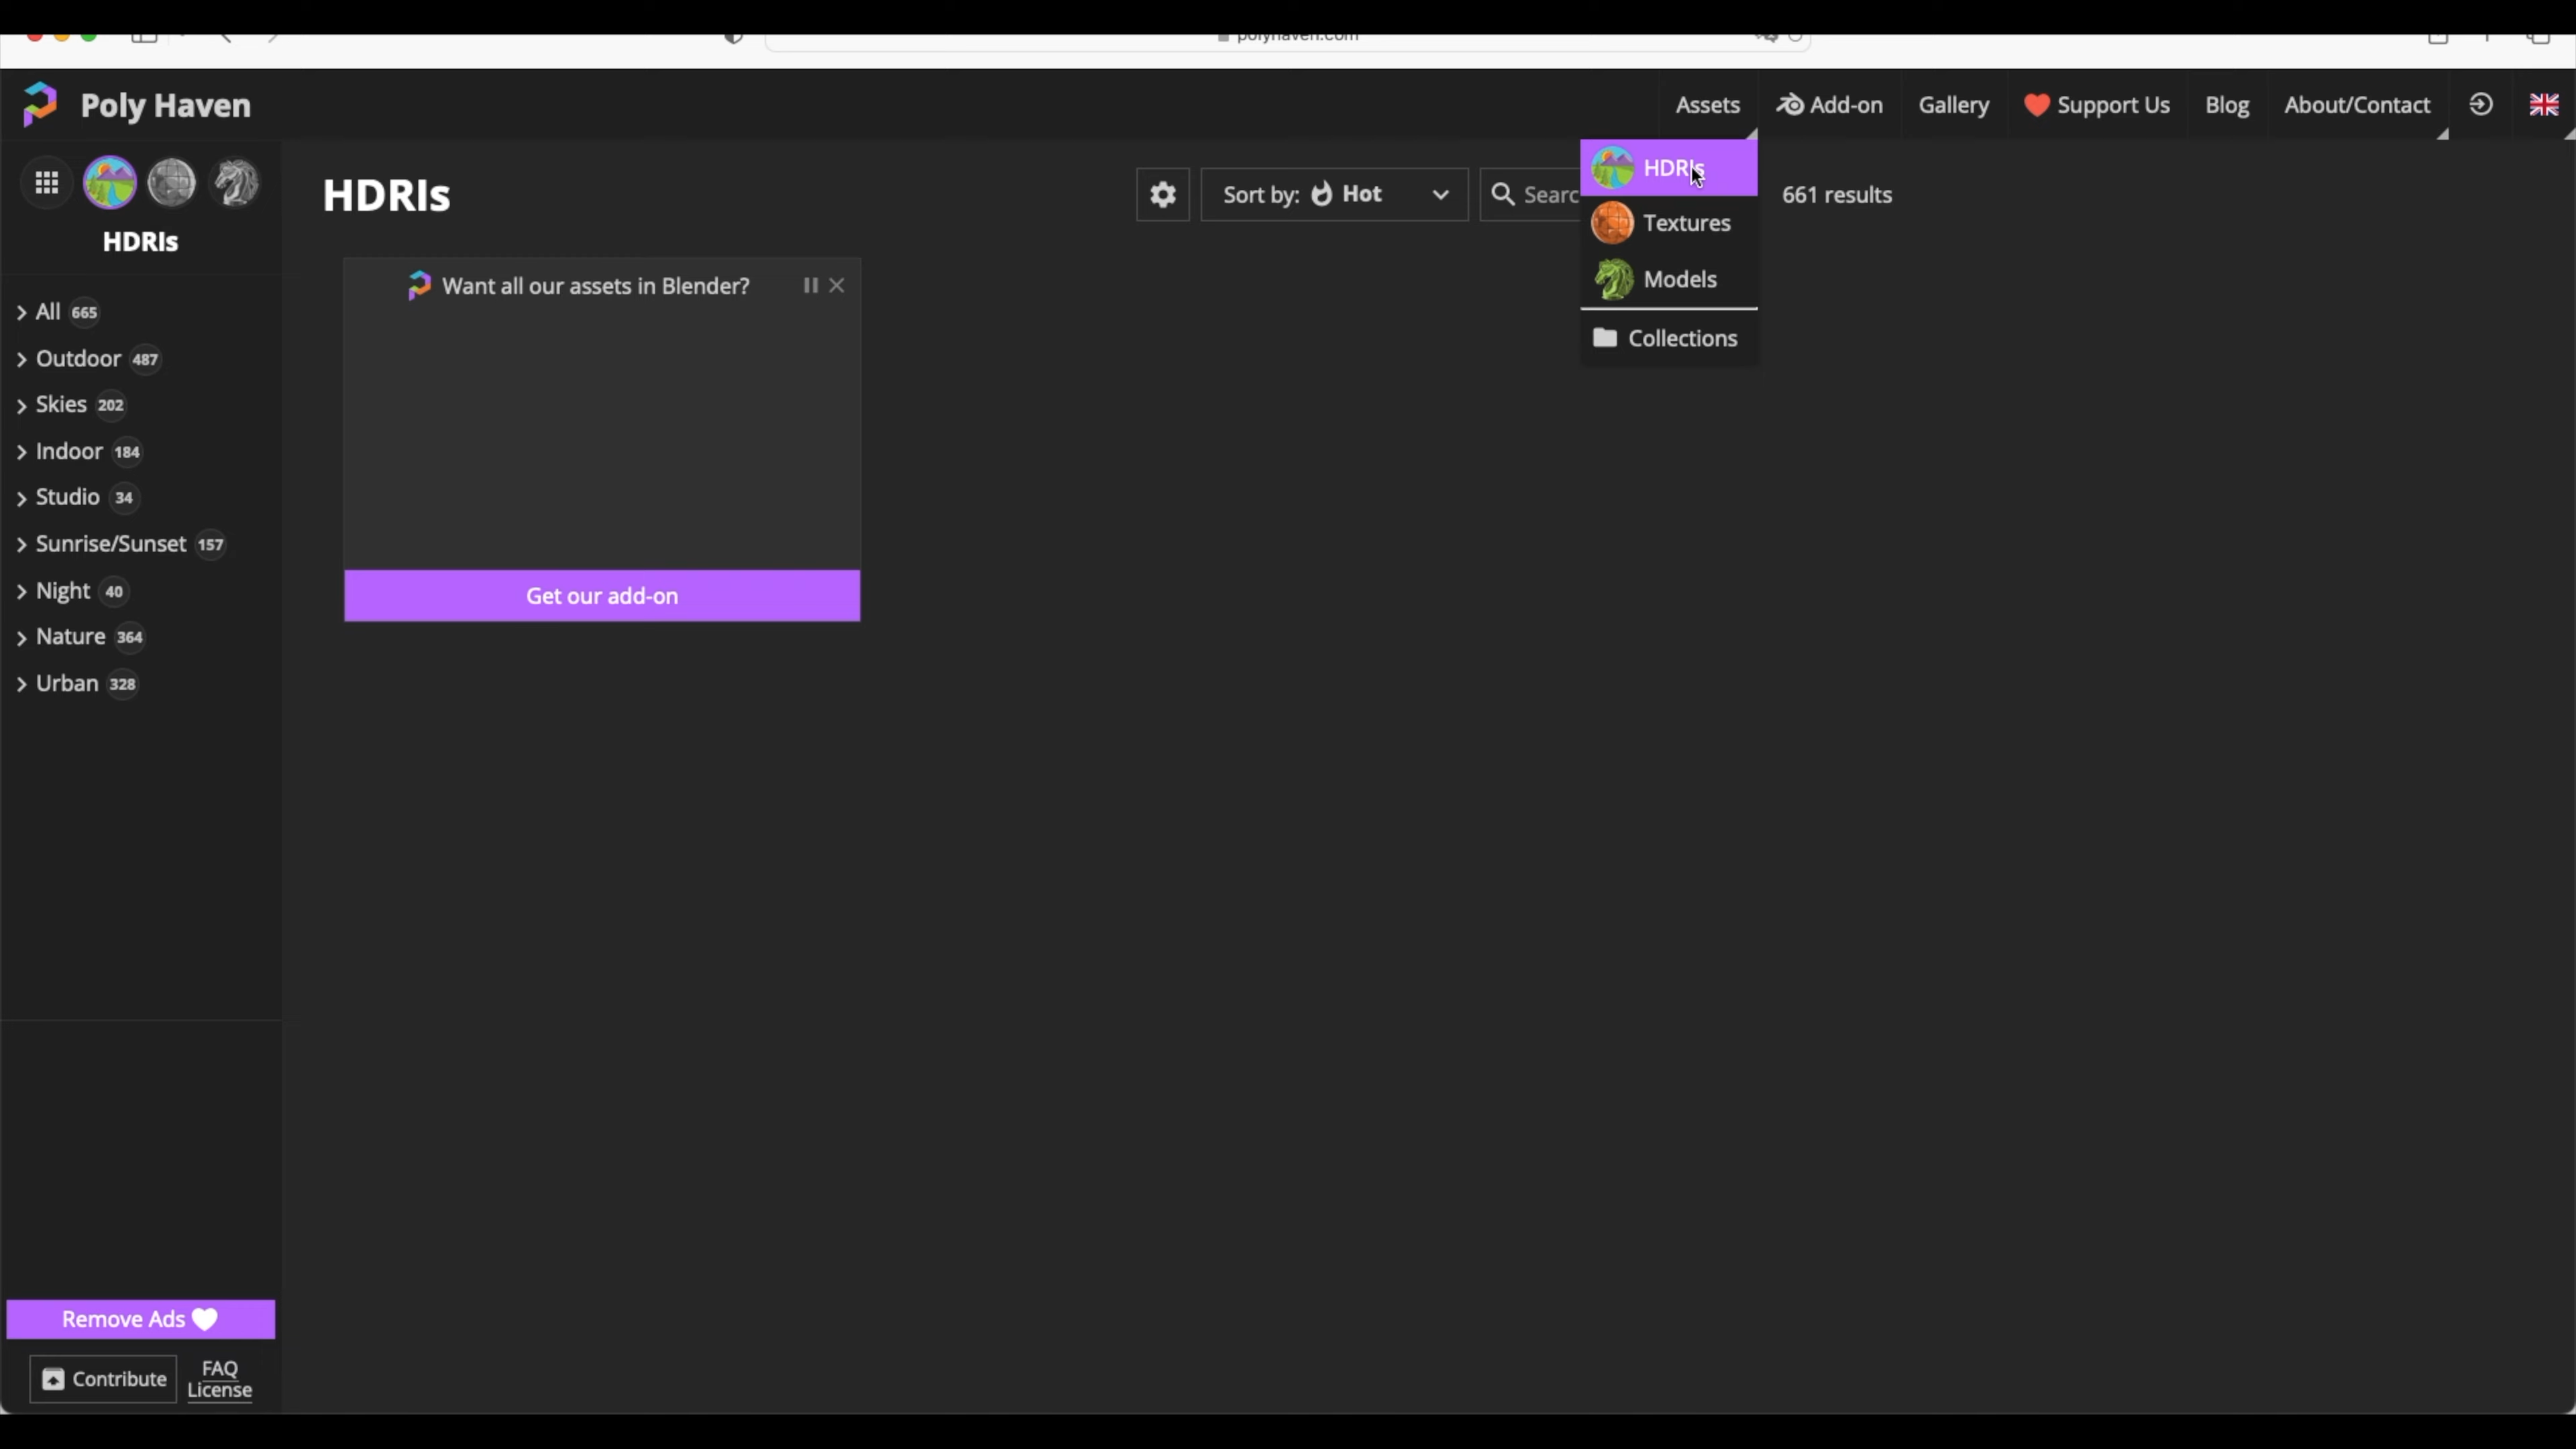 polyhaven.com
Poly Haven
Assets
Add-on
Gallery
Support Us
Blog
About/Contact
HDRIs
Textures
Models
Collections
HDRIs
All 665
Outdoor 487
Skies 202
Indoor 184
Studio 34
Sunrise/Sunset 157
Night 40
Nature 364
Urban 328
HDRIs
Sort by: Hot
Searc
661 results
Want all our assets in Blender?
Get our add-on
Remove Ads
Contribute
FAQ
License